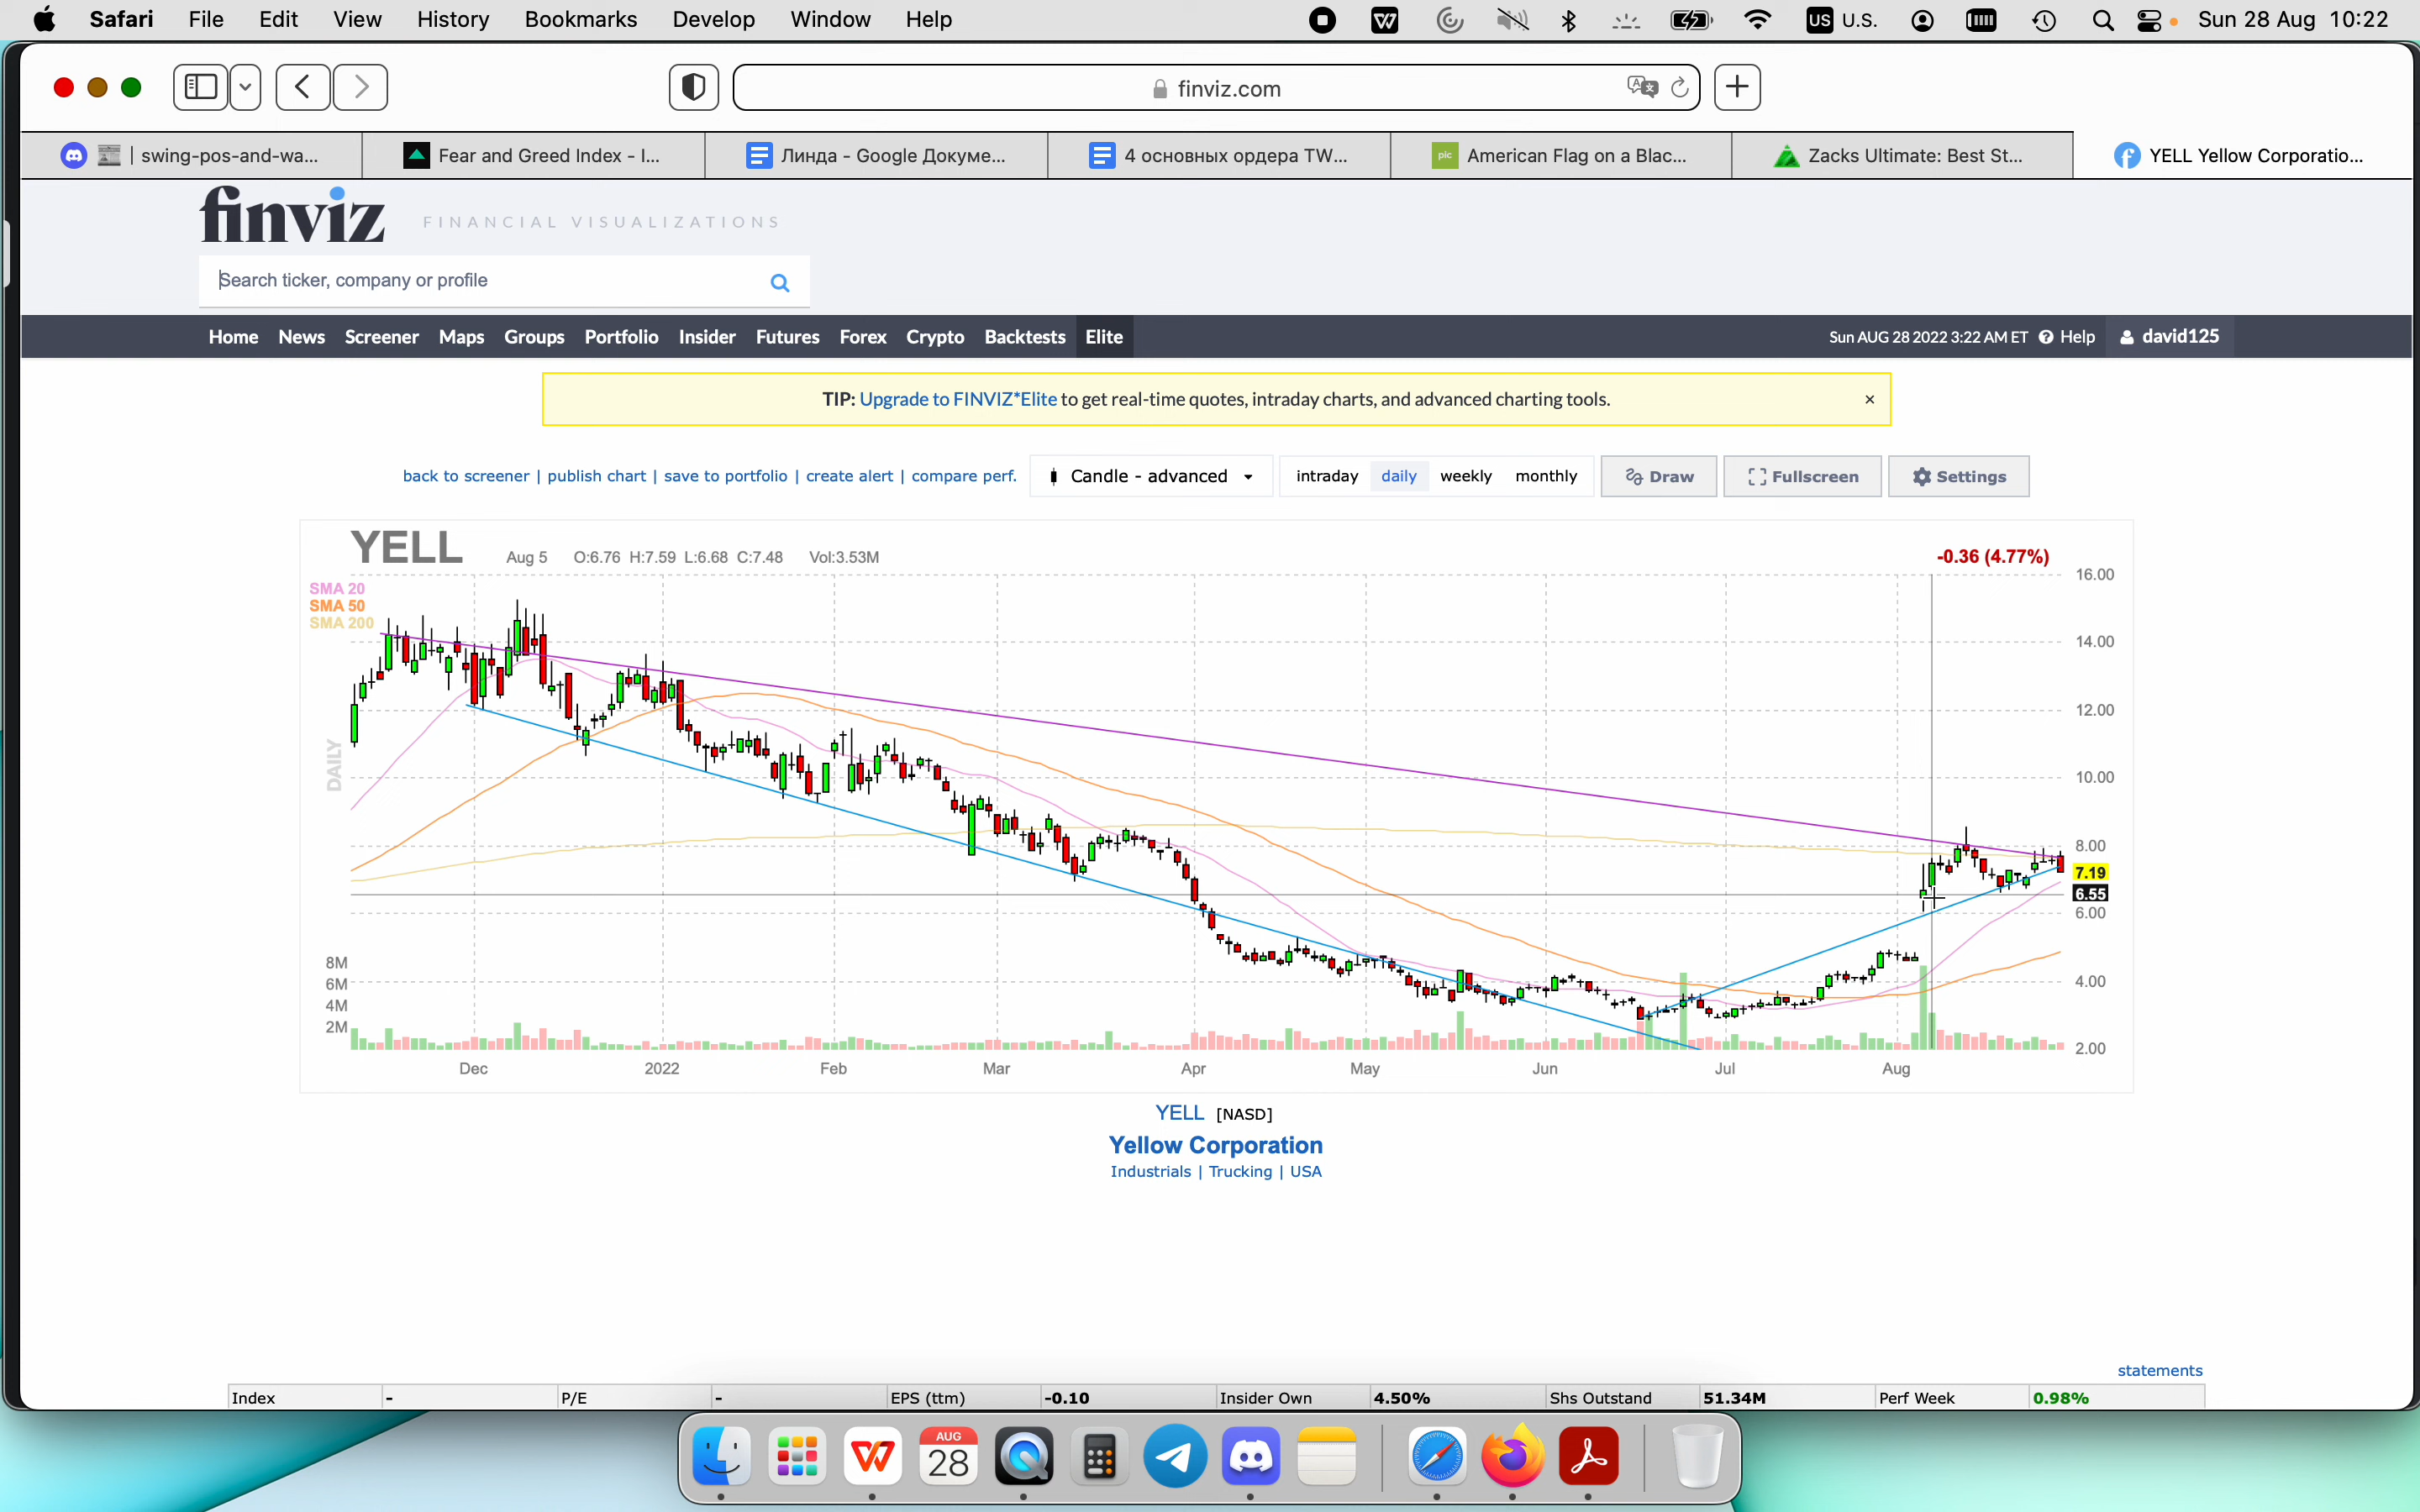 Safari File Edit View History Bookmarks Develop Window Help US U.S. Sun 28 Aug 10:22
finviz.com
swing-pos-and-wa... Fear and Greed Index - I... Линда - Google Докуме... 4 основных ордера TW... pic American Flag on a Blac... Zacks Ultimate: Best St... YELL Yellow Corporatio...
finviz FINANCIAL VISUALIZATIONS
Search ticker, company or profile
Home News Screener Maps Groups Portfolio Insider Futures Forex Crypto Backtests Elite Sun AUG 28 2022 3:22 AM ET Help david125
TIP: Upgrade to FINVIZ*Elite to get real-time quotes, intraday charts, and advanced charting tools. ×
back to screener | publish chart | save to portfolio | create alert | compare perf. Candle - advanced intraday daily weekly monthly Draw Fullscreen Settings
YELL Aug 5 O:6.76 H:7.59 L:6.68 C:7.48 Vol:3.53M -0.36 (4.77%)
16.00
SMA 20
SMA 50
SMA 200
14.00
12.00
DAILY
10.00
8.00
7.19
6.55
6.00
8M
6M 4.00
4M
2M
2.00
Dec 2022 Feb Mar Apr May Jun Jul Aug
YELL [NASD]
Yellow Corporation
Industrials | Trucking | USA
statements
Index - P/E - EPS (ttm) -0.10 Insider Own 4.50% Shs Outstand 51.34M Perf Week 0.98%
AUG
28